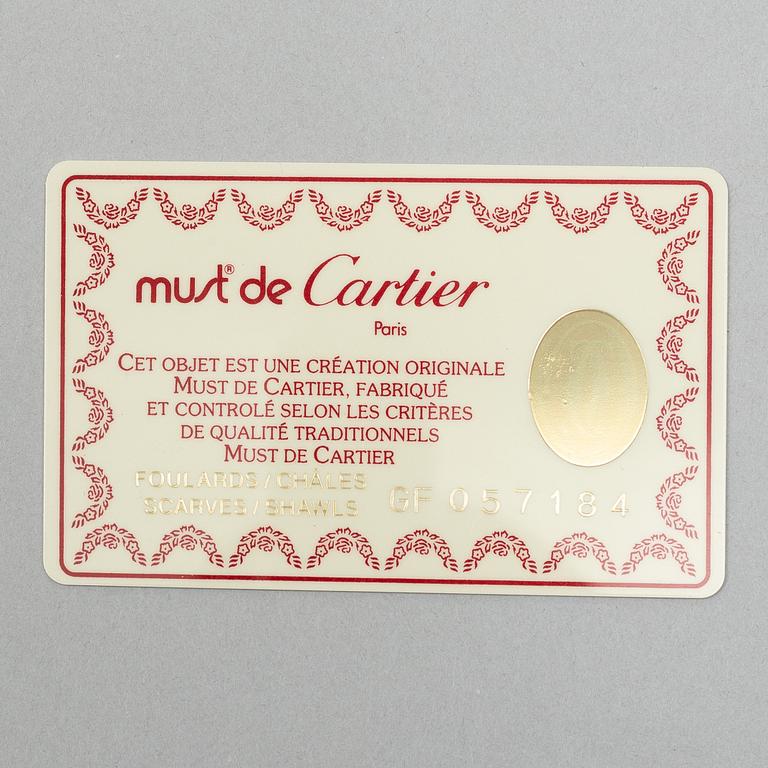 must® de Cartier
Paris
CET OBJET EST UNE CRÉATION ORIGINALE
MUST DE CARTIER, FABRIQUÉ
ET CONTROLÉ SELON LES CRITÈRES
DE QUALITÉ TRADITIONNELS
MUST DE CARTIER
FOULARDS / CHÂLES
SCARVES / SHAWLS GF 057184